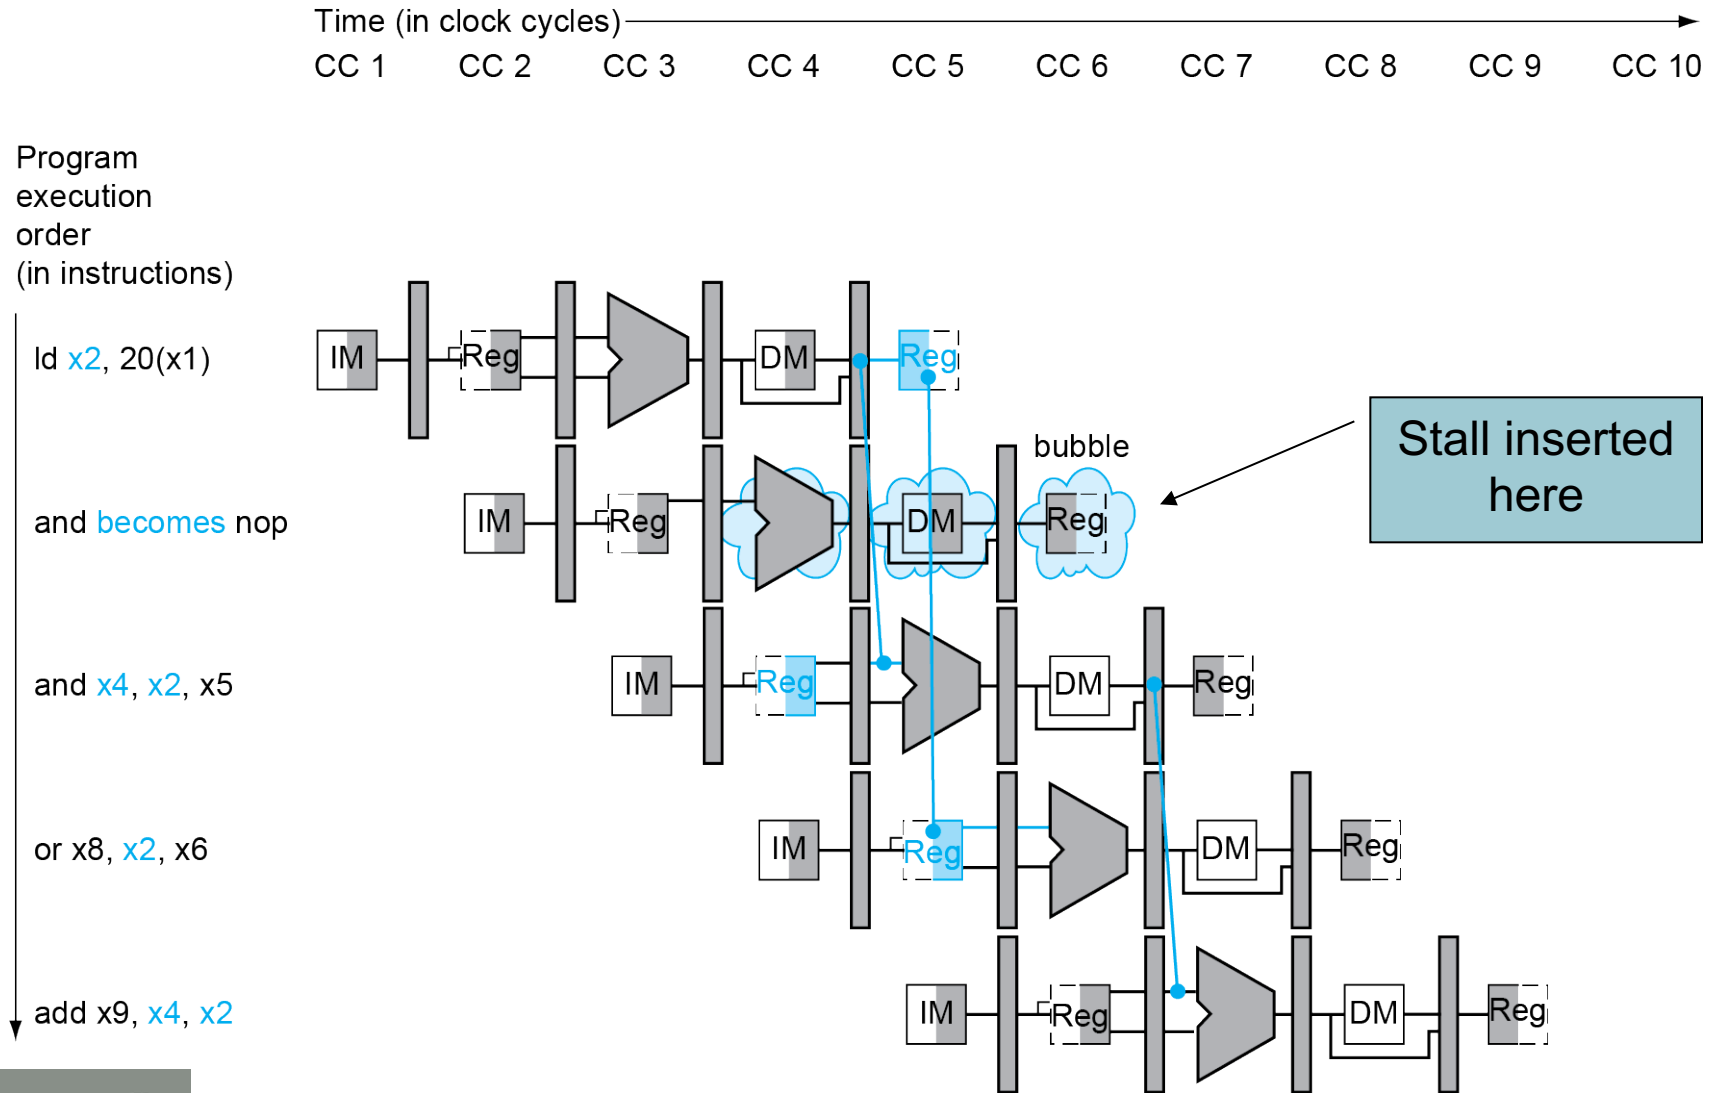 Time (in clock cycles)
CC 1 CC 2 CC 3 CC 4 CC 5 CC 6 CC 7 CC 8 CC 9 CC 10
Program
execution
order
(in instructions)
ld x2, 20(x1)
IM Reg DM Reg
Stall inserted
here
bubble
and becomes nop
IM Reg DM Reg
and x4, x2, x5
IM Reg DM Reg
or x8, x2, x6
IM Reg DM Reg
add x9, x4, x2
IM Reg DM Reg